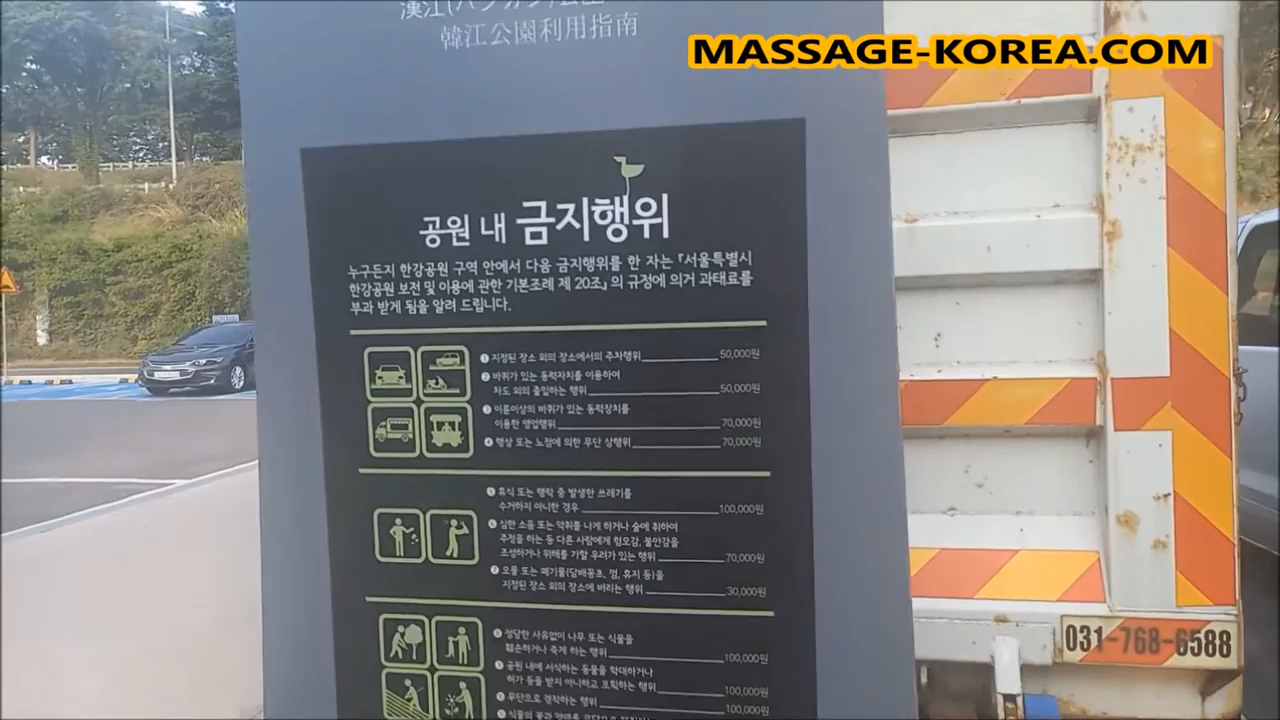 韓江公園利用指南
MASSAGE-KOREA.COM
공원 내 금지행위
누구든지 한강공원 구역 안에서 다음 금지행위를 한 자는 「서울특별시
한강공원 보전 및 이용에 관한 기본조례 제 20조」의 규정에 의거 과태료를
부과 받게 됨을 알려 드립니다.
① 지정된 장소 외의 장소에서의 주차행위 50,000원
② 바퀴가 있는 동력장치를 이용하여
차도 외의 출입하는 행위 50,000원
③ 이륜이상의 바퀴가 있는 동력장치를
이용한 영업행위 70,000원
④ 행상 또는 노점에 의한 무단 상행위 70,000원
⑤ 휴식 또는 행락 중 발생한 쓰레기를
수거하지 아니한 경우 100,000원
⑥ 심한 소음 또는 악취를 나게 하거나 술에 취하여
주정을 하는 등 다른 사람에게 혐오감, 불안감을
조성하거나 위해를 가할 우려가 있는 행위 70,000원
⑦ 오물 또는 폐기물(담배꽁초, 껌, 휴지 등)을
지정된 장소 외의 장소에 버리는 행위 30,000원
⑧ 정당한 사유없이 나무 또는 식물을
훼손하거나 죽게 하는 행위 100,000원
⑨ 공원 내에 서식하는 동물을 학대하거나
허가 등을 받지 아니하고 포획하는 행위 100,000원
⑩ 무단으로 경작하는 행위 100,000원
031-768-6588